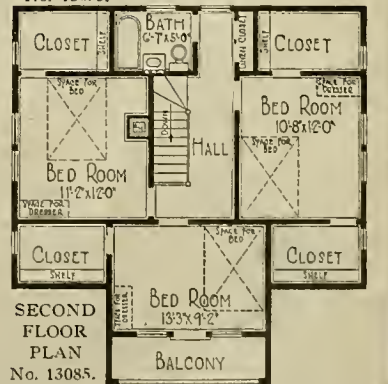 BATH
6'-7"X5'-0"
CLOSET
SHELF
LINEN CLOSET
SHELF
CLOSET
SPACE FOR
BED
SPACE FOR
DRESSER
DOWN
HALL
BED ROOM
10'-8"X12'-0"
SPACE FOR
BED
BED ROOM
11'-2"X12'-0"
SPACE FOR
DRESSER
CLOSET
SHELF
SPACE FOR
BED
CLOSET
SHELF
SPACE FOR
DRESSER
BED ROOM
13'3"X9'-2"
BALCONY
SECOND
FLOOR
PLAN
No. 13085.